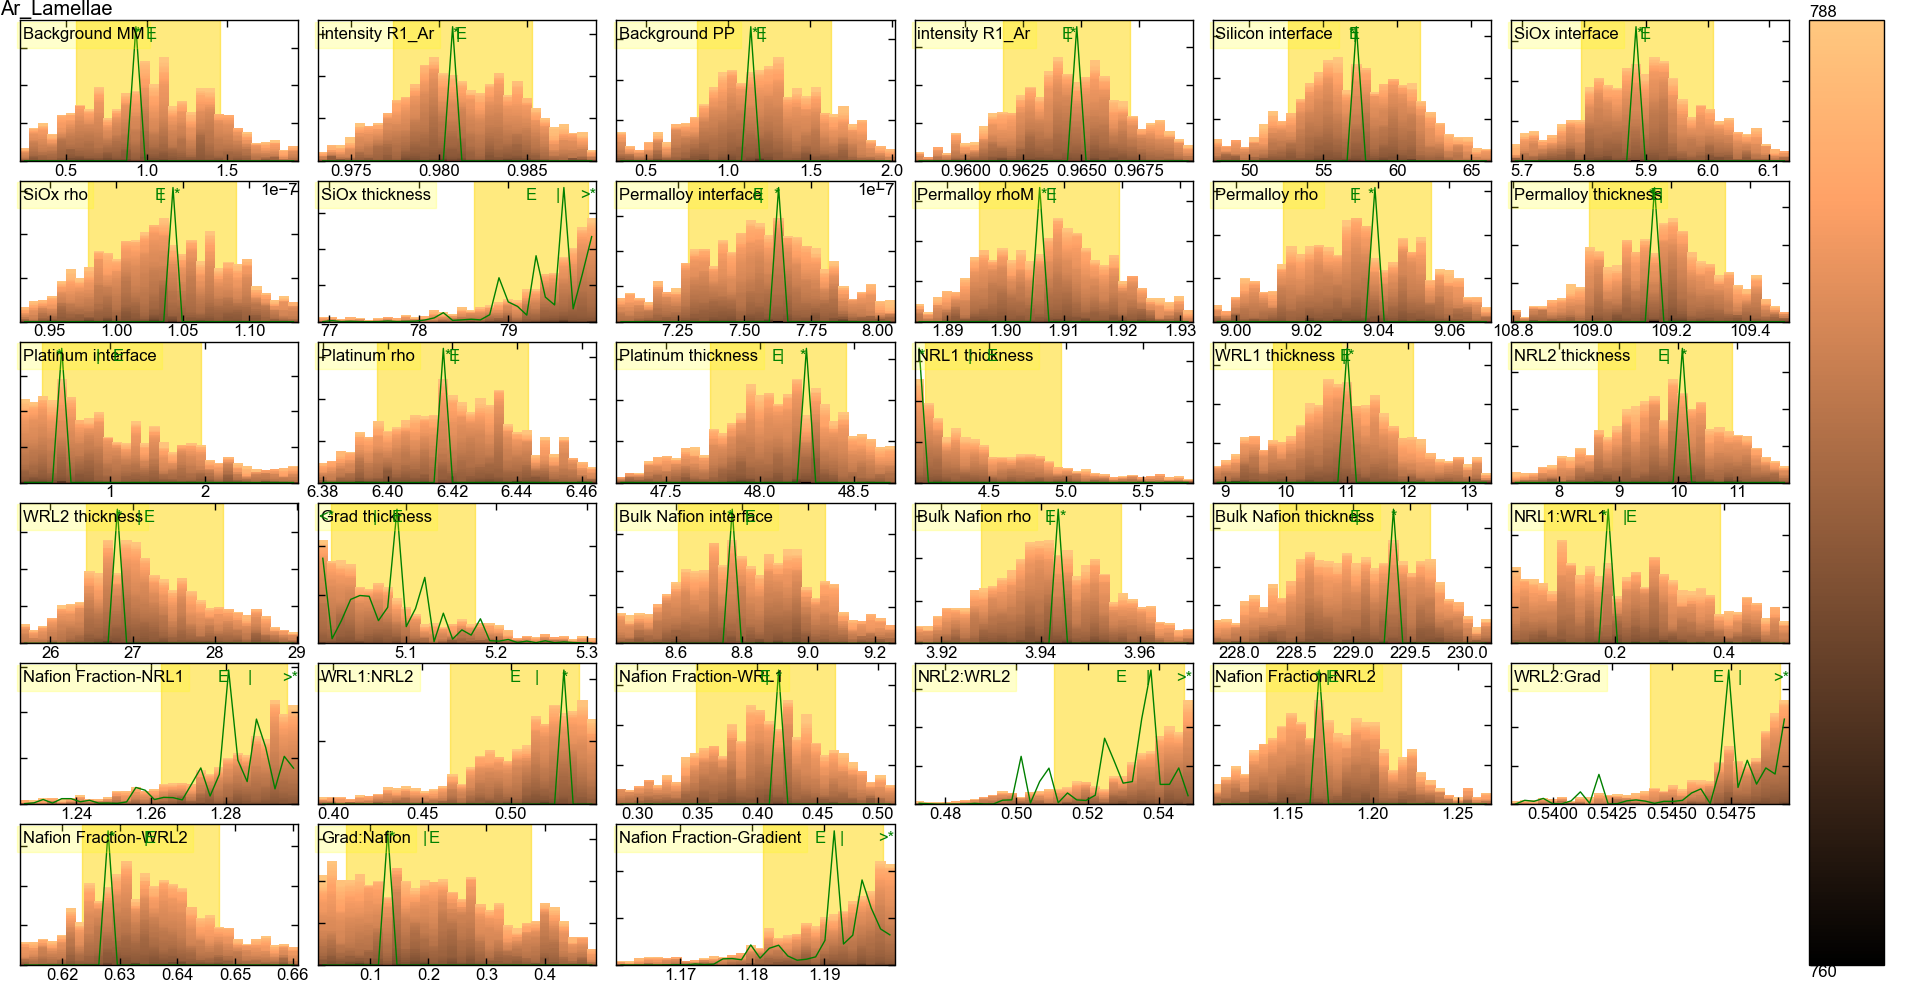 Ar_Lamellae
788
Background MM
intensity R1_Ar
Background PP
intensity R1_Ar
Silicon interface
SiOx interface
0.5 1.0 1.5
0.975 0.980 0.985
0.5 1.0 1.5 2.0
0.9600 0.9625 0.9650 0.9675
50 55 60 65
5.7 5.8 5.9 6.0 6.1
SiOx rho 1e−7
SiOx thickness
Permalloy interface 1e−7
Permalloy rhoM
Permalloy rho
Permalloy thickness
0.95 1.00 1.05 1.10
77 78 79
7.25 7.50 7.75 8.00
1.89 1.90 1.91 1.92 1.93
9.00 9.02 9.04 9.06
108.8 109.0 109.2 109.4
Platinum interface
Platinum rho
Platinum thickness
NRL1 thickness
WRL1 thickness
NRL2 thickness
1 2
6.38 6.40 6.42 6.44 6.46
47.5 48.0 48.5
4.5 5.0 5.5
9 10 11 12 13
8 9 10 11
WRL2 thickness
Grad thickness
Bulk Nafion interface
Bulk Nafion rho
Bulk Nafion thickness
NRL1:WRL1
26 27 28 29
5.1 5.2 5.3
8.6 8.8 9.0 9.2
3.92 3.94 3.96
228.0 228.5 229.0 229.5 230.0
0.2 0.4
Nafion Fraction-NRL1
WRL1:NRL2
Nafion Fraction-WRL1
NRL2:WRL2
Nafion Fraction-NRL2
WRL2:Grad
1.24 1.26 1.28
0.40 0.45 0.50
0.30 0.35 0.40 0.45 0.50
0.48 0.50 0.52 0.54
1.15 1.20 1.25
0.5400 0.5425 0.5450 0.5475
Nafion Fraction-WRL2
Grad:Nafion
Nafion Fraction-Gradient
0.62 0.63 0.64 0.65 0.66
0.1 0.2 0.3 0.4
1.17 1.18 1.19
760